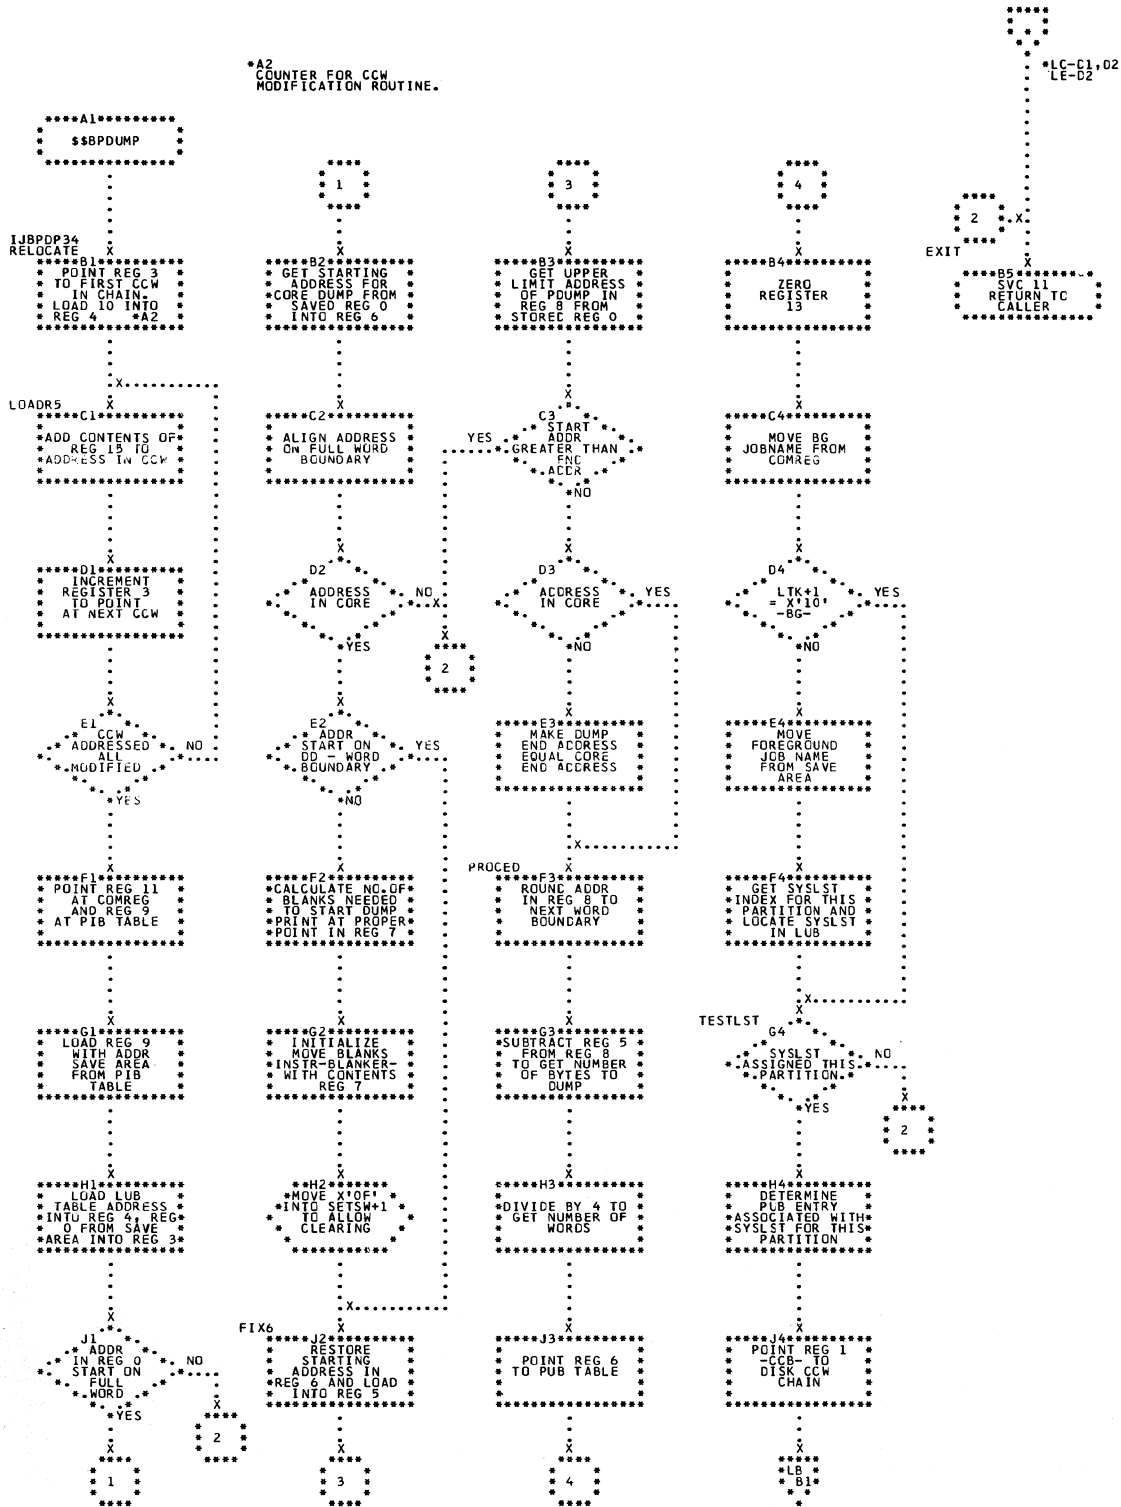 *A2
COUNTER FOR CCW
MODIFICATION ROUTINE.
*LC-C1,D2
LE-D2
A1
$$BPDUMP
IJBPDP34
RELOCATE
B1
POINT REG 3
TO FIRST CCW
IN CHAIN.
LOAD 10 INTO
REG 4 *A2
LOADR5
C1
ADD CONTENTS OF
REG 15 TO
ADDRESS IN CCW
D1
INCREMENT
REGISTER 3
TO POINT
AT NEXT CCW
E1
CCW
ADDRESSED
ALL
MODIFIED
NO
YES
F1
POINT REG 11
AT COMREG
AND REG 9
AT PIB TABLE
G1
LOAD REG 9
WITH ADDR
SAVE AREA
FROM PIB
TABLE
H1
LOAD LUB
TABLE ADDRESS
INTO REG 4, REG
0 FROM SAVE
AREA INTO REG 3
J1
ADDR
IN REG 0
START ON
FULL
WORD
NO
YES
2
1
1
B2
GET STARTING
ADDRESS FOR
CORE DUMP FROM
SAVED REG 0
INTO REG 6
C2
ALIGN ADDRESS
ON FULL WORD
BOUNDARY
D2
ADDRESS
IN CORE
NO
YES
2
E2
ADDR
START ON
DD - WORD
BOUNDARY
YES
NO
F2
CALCULATE NO.OF
BLANKS NEEDED
TO START DUMP
PRINT AT PROPER
POINT IN REG 7
G2
INITIALIZE
MOVE BLANKS
INSTR-BLANKER-
WITH CONTENTS
REG 7
H2
MOVE X'0F'
INTO SETSW+1
TO ALLOW
CLEARING
FIX6
J2
RESTORE
STARTING
ADDRESS IN
REG 6 AND LOAD
INTO REG 5
3
3
B3
GET UPPER
LIMIT ADDRESS
OF PDUMP IN
REG 8 FROM
STORED REG 0
C3
START
ADDR
GREATER THAN
END
ADDR
YES
NO
D3
ADDRESS
IN CORE
YES
NO
E3
MAKE DUMP
END ADDRESS
EQUAL CORE
END ADDRESS
PROCED
F3
ROUND ADDR
IN REG 8 TO
NEXT WORD
BOUNDARY
G3
SUBTRACT REG 5
FROM REG 8
TO GET NUMBER
OF BYTES TO
DUMP
H3
DIVIDE BY 4 TO
GET NUMBER OF
WORDS
J3
POINT REG 6
TO PUB TABLE
4
4
B4
ZERO
REGISTER
13
C4
MOVE BG
JOBNAME FROM
COMREG
D4
LTK+1
= X'10'
-BG-
YES
NO
E4
MOVE
FOREGROUND
JOB NAME
FROM SAVE
AREA
F4
GET SYSLST
INDEX FOR THIS
PARTITION AND
LOCATE SYSLST
IN LUB
TESTLST
G4
SYSLST
ASSIGNED THIS
PARTITION
NO
YES
2
H4
DETERMINE
PUB ENTRY
ASSOCIATED WITH
SYSLST FOR THIS
PARTITION
J4
POINT REG 1
-CCB- TO
DISK CCW
CHAIN
LB
B1
2
EXIT
B5
SVC 11
RETURN TO
CALLER